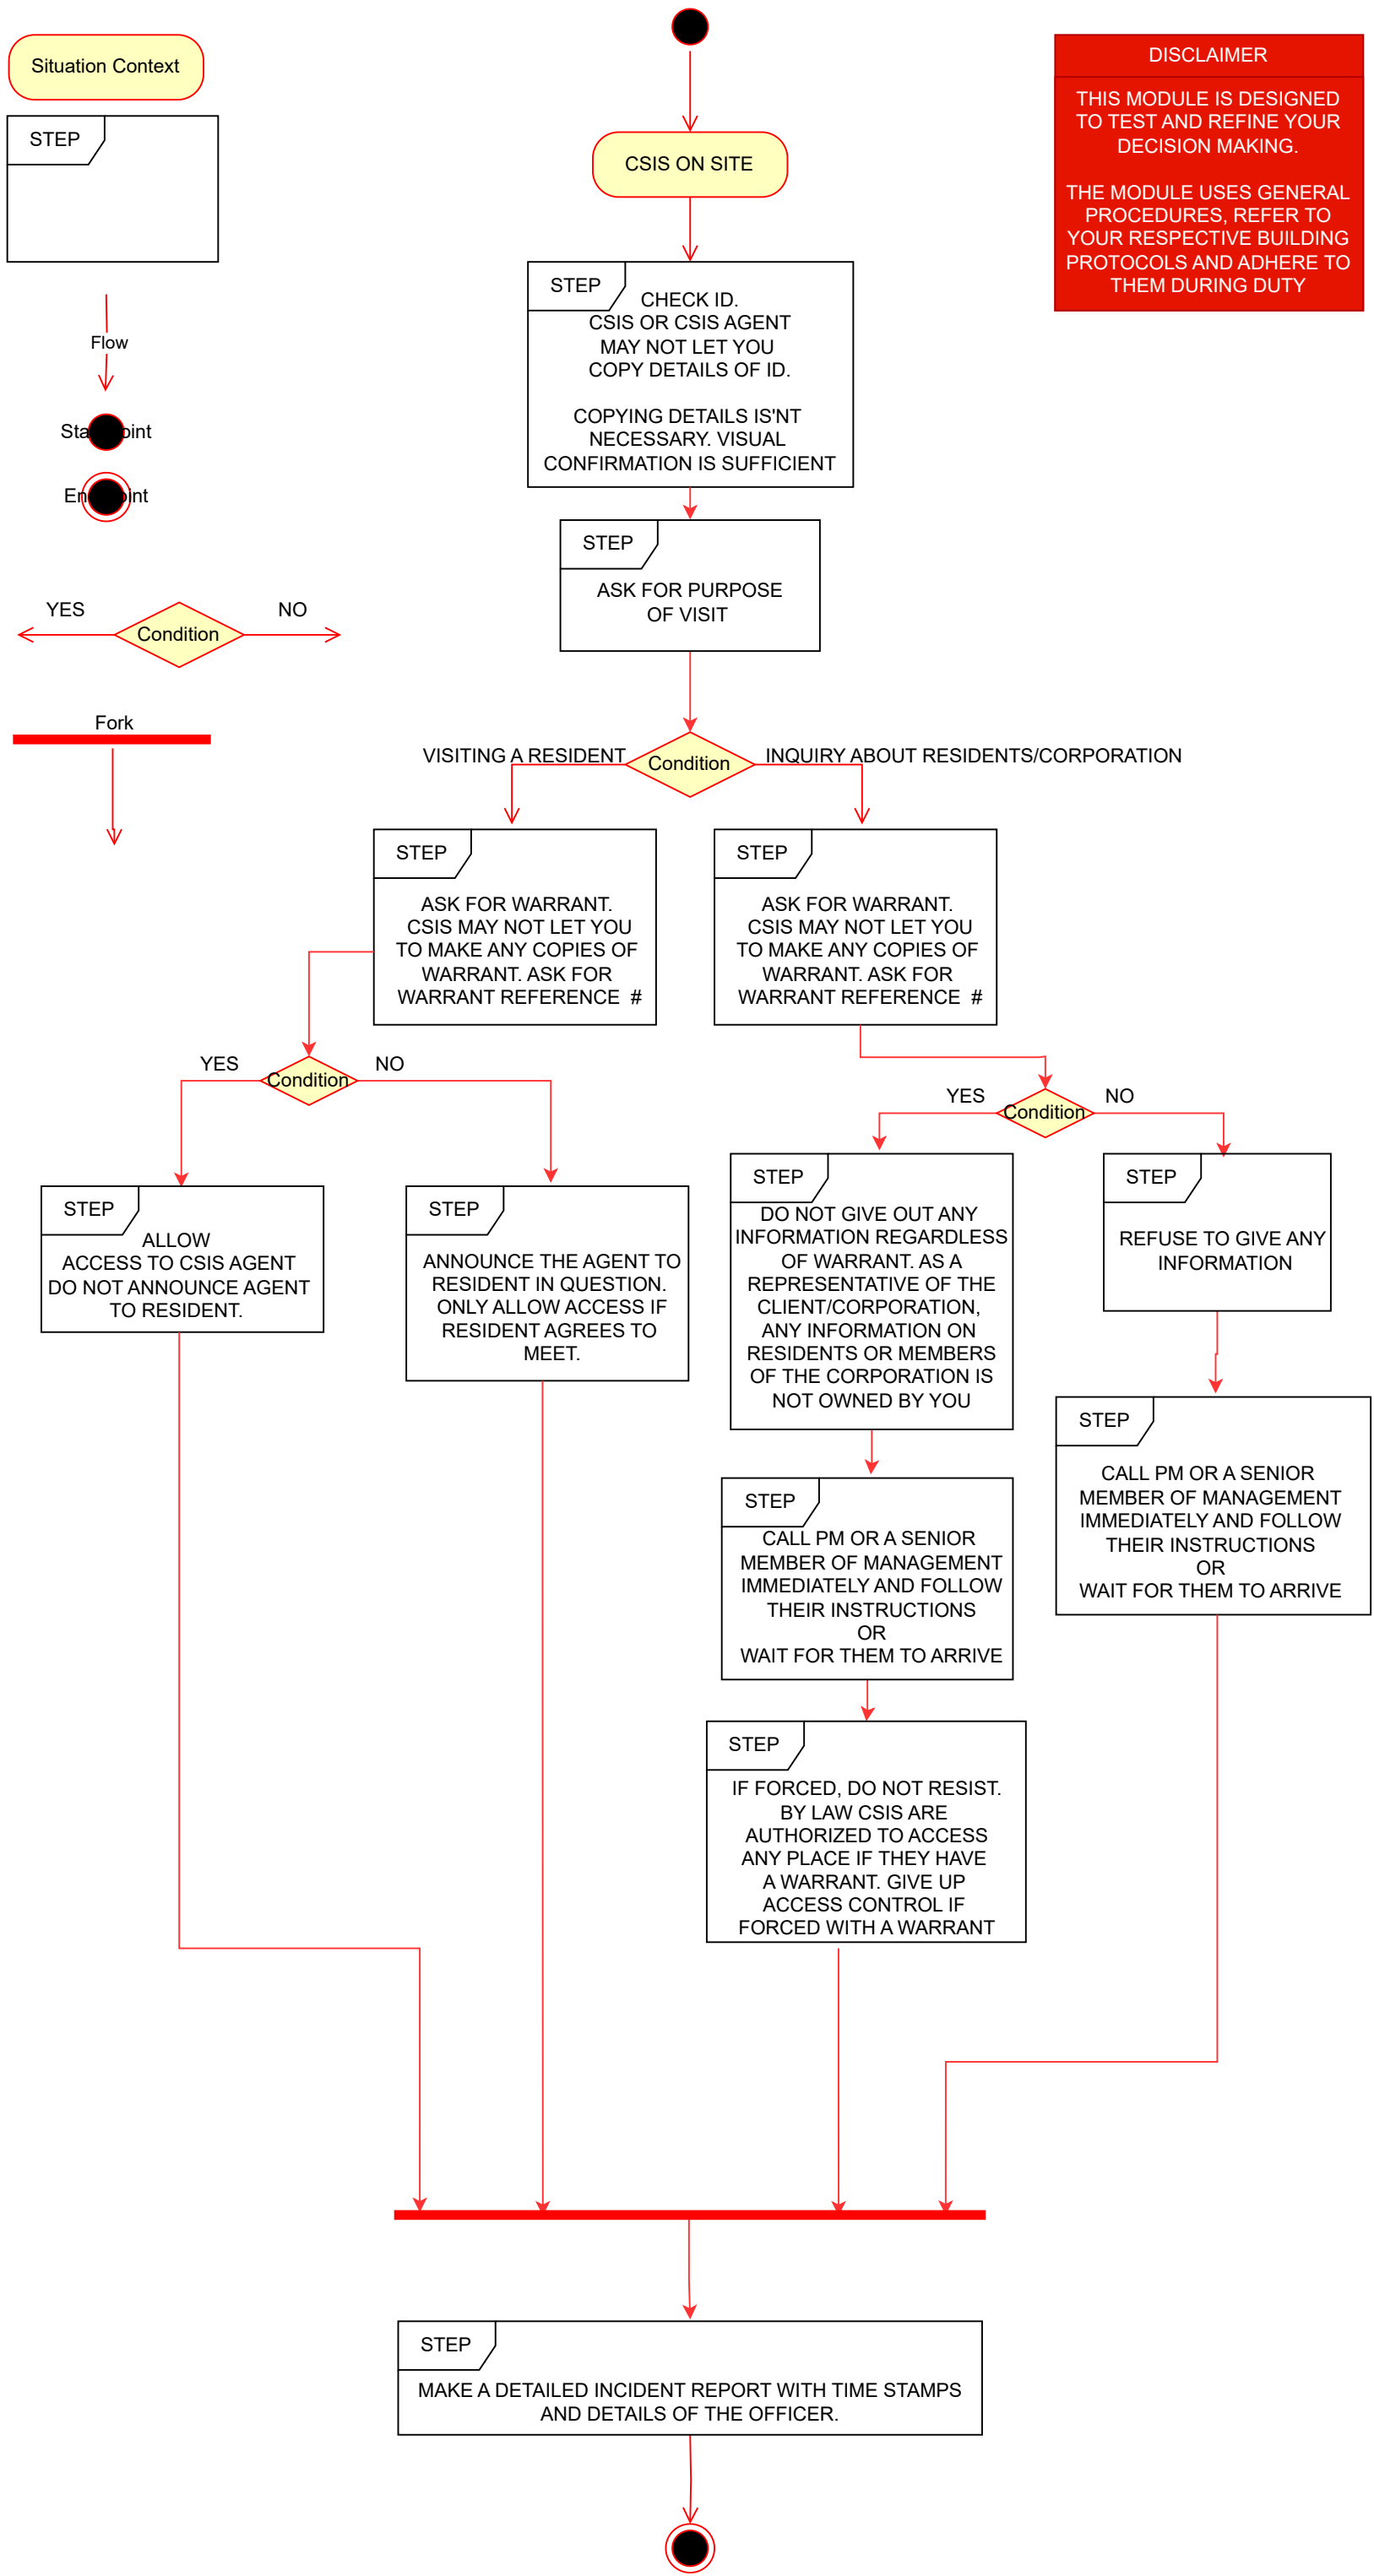 Situation Context
STEP
Flow
Start point
End point
YES
Condition
NO
Fork
DISCLAIMER
THIS MODULE IS DESIGNED
TO TEST AND REFINE YOUR
DECISION MAKING.
THE MODULE USES GENERAL
PROCEDURES, REFER TO
YOUR RESPECTIVE BUILDING
PROTOCOLS AND ADHERE TO
THEM DURING DUTY
CSIS ON SITE
STEP
CHECK ID.
CSIS OR CSIS AGENT
MAY NOT LET YOU
COPY DETAILS OF ID.
COPYING DETAILS IS'NT
NECESSARY. VISUAL
CONFIRMATION IS SUFFICIENT
STEP
ASK FOR PURPOSE
OF VISIT
VISITING A RESIDENT
Condition
INQUIRY ABOUT RESIDENTS/CORPORATION
STEP
ASK FOR WARRANT.
CSIS MAY NOT LET YOU
TO MAKE ANY COPIES OF
WARRANT. ASK FOR
WARRANT REFERENCE #
STEP
ASK FOR WARRANT.
CSIS MAY NOT LET YOU
TO MAKE ANY COPIES OF
WARRANT. ASK FOR
WARRANT REFERENCE #
YES
Condition
NO
YES
Condition
NO
STEP
ALLOW
ACCESS TO CSIS AGENT
DO NOT ANNOUNCE AGENT
TO RESIDENT.
STEP
ANNOUNCE THE AGENT TO
RESIDENT IN QUESTION.
ONLY ALLOW ACCESS IF
RESIDENT AGREES TO
MEET.
STEP
DO NOT GIVE OUT ANY
INFORMATION REGARDLESS
OF WARRANT. AS A
REPRESENTATIVE OF THE
CLIENT/CORPORATION,
ANY INFORMATION ON
RESIDENTS OR MEMBERS
OF THE CORPORATION IS
NOT OWNED BY YOU
STEP
REFUSE TO GIVE ANY
INFORMATION
STEP
CALL PM OR A SENIOR
MEMBER OF MANAGEMENT
IMMEDIATELY AND FOLLOW
THEIR INSTRUCTIONS
OR
WAIT FOR THEM TO ARRIVE
STEP
CALL PM OR A SENIOR
MEMBER OF MANAGEMENT
IMMEDIATELY AND FOLLOW
THEIR INSTRUCTIONS
OR
WAIT FOR THEM TO ARRIVE
STEP
IF FORCED, DO NOT RESIST.
BY LAW CSIS ARE
AUTHORIZED TO ACCESS
ANY PLACE IF THEY HAVE
A WARRANT. GIVE UP
ACCESS CONTROL IF
FORCED WITH A WARRANT
STEP
MAKE A DETAILED INCIDENT REPORT WITH TIME STAMPS
AND DETAILS OF THE OFFICER.